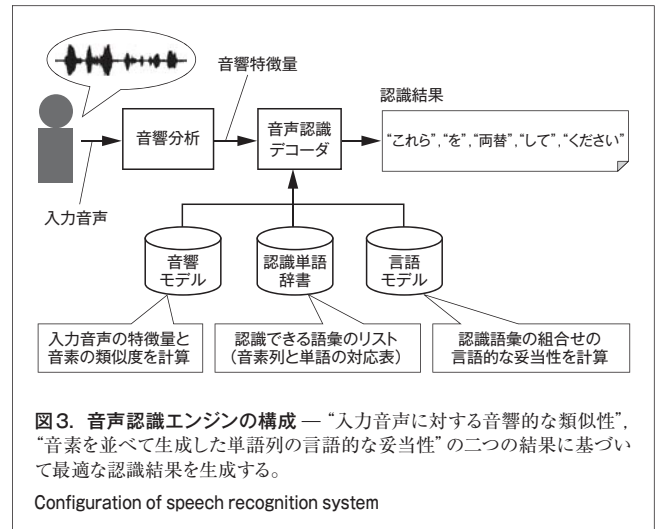 音響特徴量
認識結果
音響分析
音声認識
デコーダ
“これら”,“を”,“両替”,“して”,“ください”
入力音声
音響
モデル
認識単語
辞書
言語
モデル
入力音声の特徴量と
音素の類似度を計算
認識できる語彙のリスト
(音素列と単語の対応表)
認識語彙の組合せの
言語的な妥当性を計算
図3. 音声認識エンジンの構成 — “入力音声に対する音響的な類似性”,
“音素を並べて生成した単語列の言語的な妥当性” の二つの結果に基づい
て最適な認識結果を生成する。
Configuration of speech recognition system